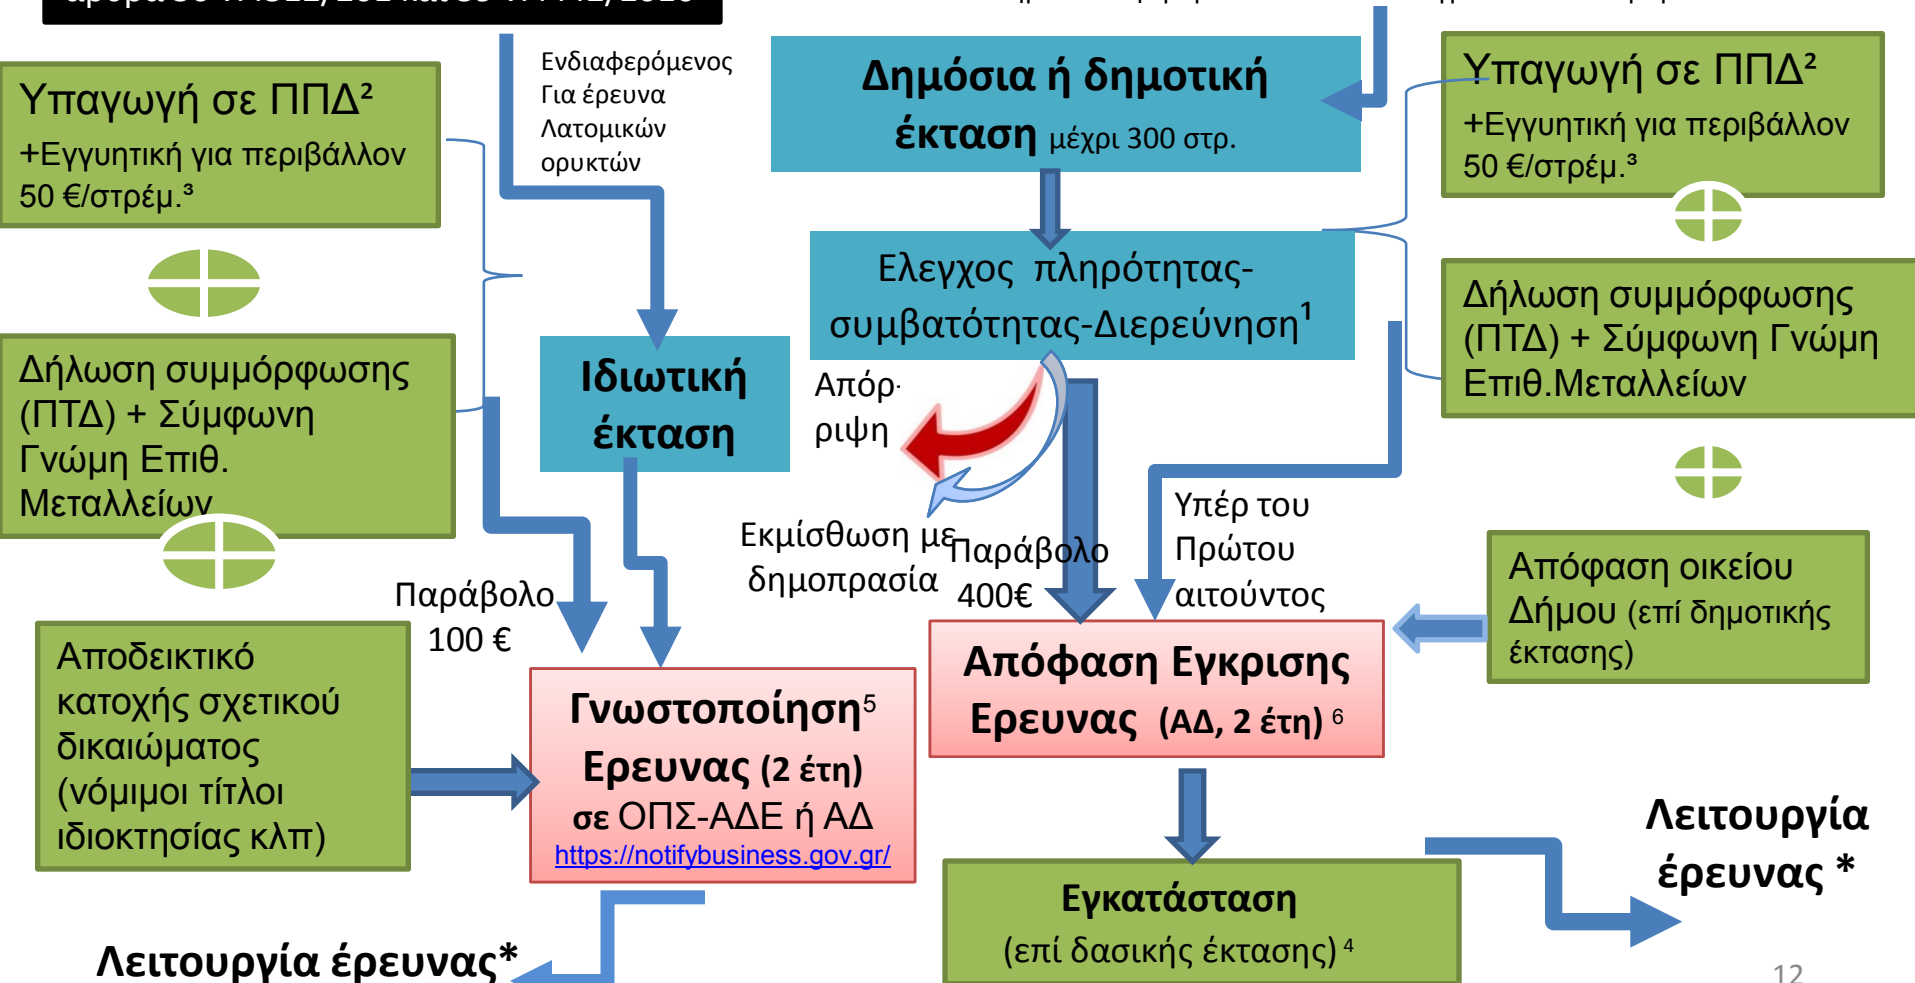 Υπαγωγή σε ΠΠΔ²
+Εγγυητική για περιβάλλον
50 €/στρέμ.³
Δήλωση συμμόρφωσης
(ΠΤΔ) + Σύμφωνη
Γνώμη Επιθ.
Μεταλλείων
Αποδεικτικό
κατοχής σχετικού
δικαιώματος
(νόμιμοι τίτλοι
ιδιοκτησίας κλπ)
Ενδιαφερόμενος
Για έρευνα
Λατομικών
ορυκτών
Ιδιωτική
έκταση
Παράβολο
100 €
Γνωστοποίηση⁵
Ερευνας (2 έτη)
σε ΟΠΣ-ΑΔΕ ή ΑΔ
https://notifybusiness.gov.gr/
Λειτουργία έρευνας*
Δημόσια ή δημοτική
έκταση μέχρι 300 στρ.
Ελεγχος πληρότητας-
συμβατότητας-Διερεύνηση¹
Απόρ-
ριψη
Εκμίσθωση με
δημοπρασία
Παράβολο
400€
Υπέρ του
Πρώτου
αιτούντος
Απόφαση Εγκρισης
Ερευνας (ΑΔ, 2 έτη) ⁶
Εγκατάσταση
(επί δασικής έκτασης) ⁴
Υπαγωγή σε ΠΠΔ²
+Εγγυητική για περιβάλλον
50 €/στρέμ.³
Δήλωση συμμόρφωσης
(ΠΤΔ) + Σύμφωνη Γνώμη
Επιθ.Μεταλλείων
Απόφαση οικείου
Δήμου (επί δημοτικής
έκτασης)
Λειτουργία
έρευνας *
12